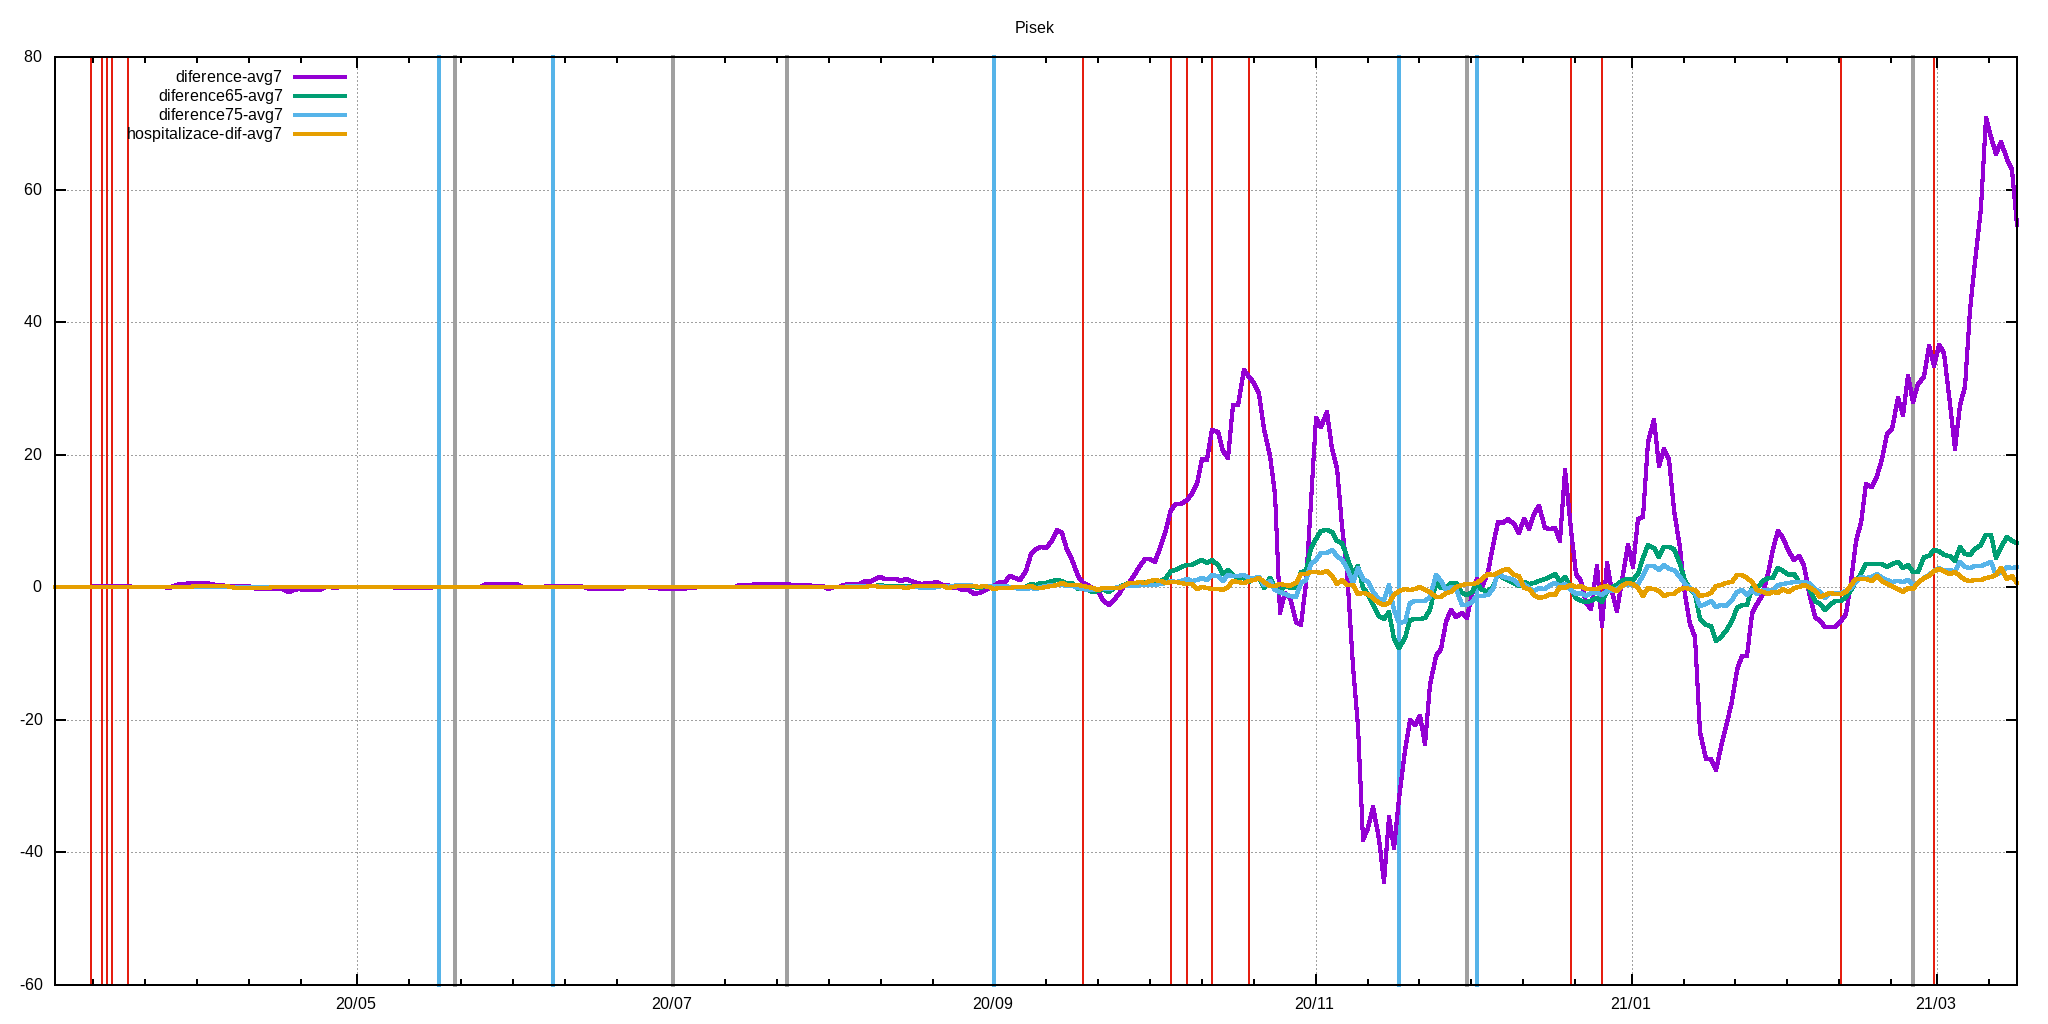 Pisek
diference-avg7
diference65-avg7
diference75-avg7
hospitalizace-dif-avg7
80
60
40
20
0
-20
-40
-60
20/05 20/07 20/09 20/11 21/01 21/03